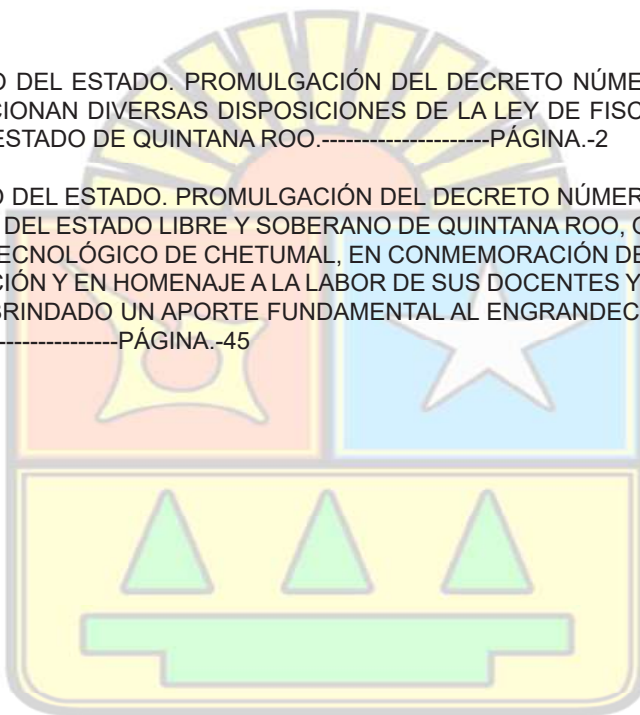 O DEL ESTADO. PROMULGACIÓN DEL DECRETO NÚME
CIONAN DIVERSAS DISPOSICIONES DE LA LEY DE FISC
ESTADO DE QUINTANA ROO.---------------------PÁGINA.-2
O DEL ESTADO. PROMULGACIÓN DEL DECRETO NÚMER
DEL ESTADO LIBRE Y SOBERANO DE QUINTANA ROO, C
ECNOLÓGICO DE CHETUMAL, EN CONMEMORACIÓN DE
CIÓN Y EN HOMENAJE A LA LABOR DE SUS DOCENTES Y
BRINDADO UN APORTE FUNDAMENTAL AL ENGRANDEC
---------------PÁGINA.-45